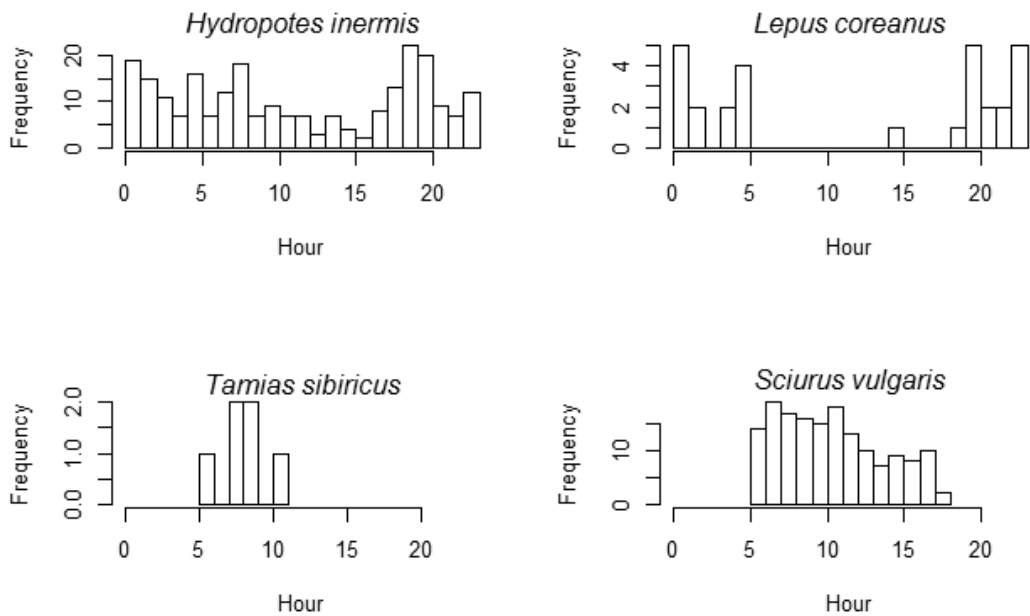 Hydropotes inermis
Frequency
0 10 20
0 5 10 15 20
Hour
Lepus coreanus
Frequency
0 2 4
0 5 10 15 20
Hour
Tamias sibiricus
Frequency
0.0 1.0 2.0
0 5 10 15 20
Hour
Sciurus vulgaris
Frequency
0 10
0 5 10 15 20
Hour